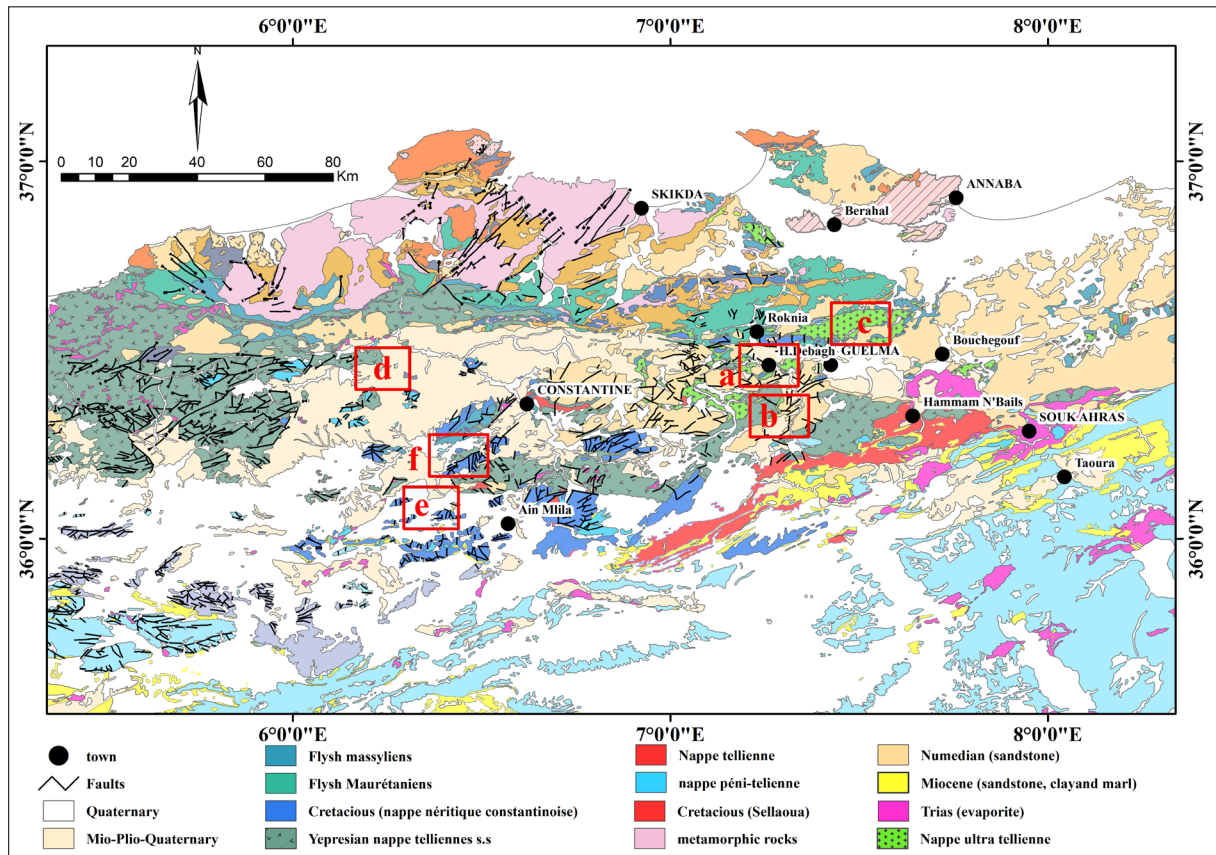 6°0'0"E 7°0'0"E 8°0'0"E
N
37°0'0"N 37°0'0"N
0 10 20 40 60 80
Km
SKIKDA
ANNABA
Berahal
Roknia
c
Bouchegouf
-H.Debagh GUELMA
d
a
CONSTANTINE
Hammam N'Bails
b
SOUK AHRAS
f
Taoura
e
Ain Mlila
36°0'0"N 36°0'0"N
6°0'0"E 7°0'0"E 8°0'0"E
town Flysh massyliens Nappe tellienne Numedian (sandstone)
Faults Flysh Maurétaniens nappe péni-telienne Miocene (sandstone, clayand marl)
Quaternary Cretacious (nappe néritique constantinoise) Cretacious (Sellaoua) Trias (evaporite)
Mio-Plio-Quaternary Yepresian nappe telliennes s.s metamorphic rocks Nappe ultra tellienne